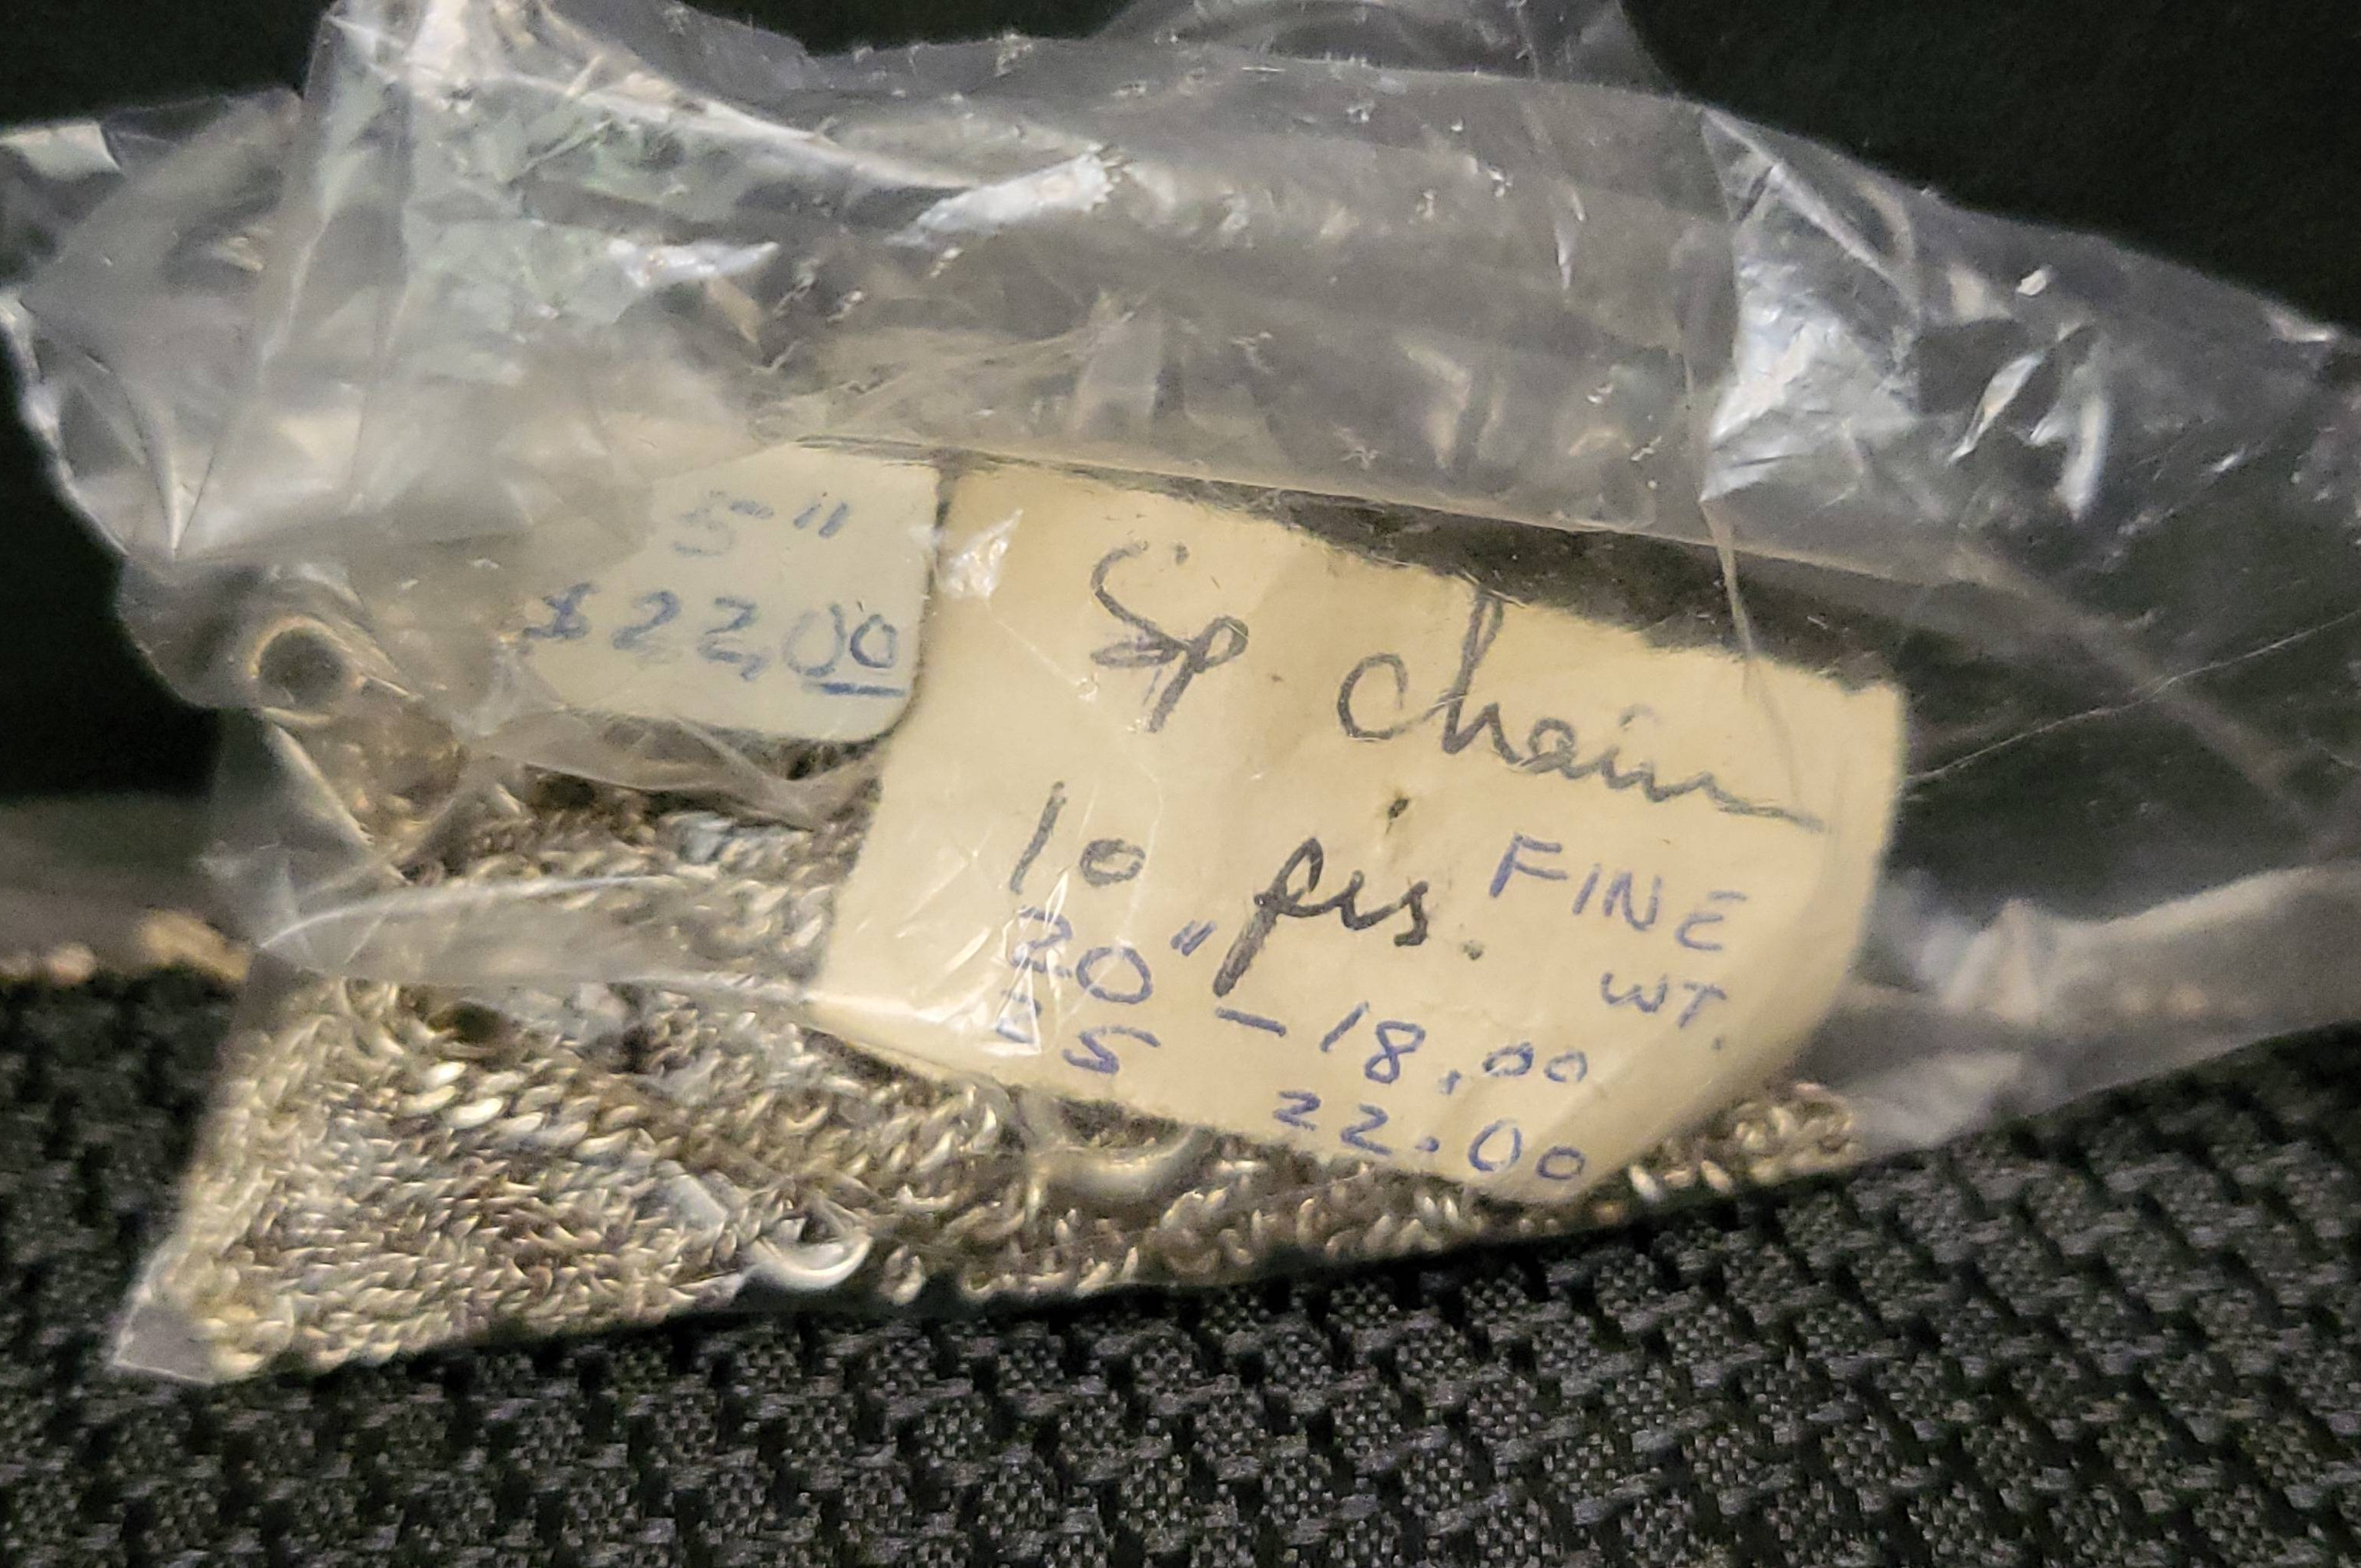 5"
$22.00
Sp. Chain
10 pcs.
FINE
WT.
20" - 18.00
25 22.00